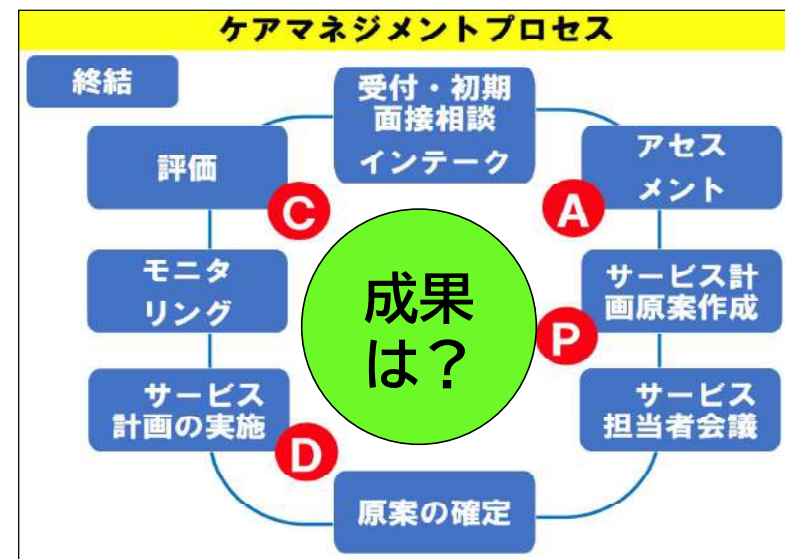 ケアマネジメントプロセス
終結
受付・初期
面接相談
インテーク
アセス
メント
A
サービス計
画原案作成
P
サービス
担当者会議
原案の確定
サービス
計画の実施
D
モニタ
リング
評価
C
成果
は？